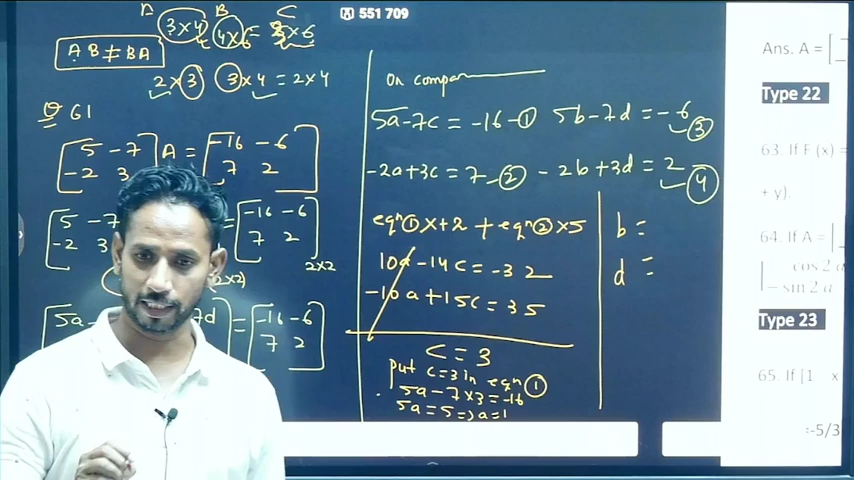 551 709
A B C
3×4 4×6 = 3×6
AB ≠ BA
2×3 3×4 = 2×4
Q 61
[5 -7
-2 3] A = [-16 -6
7 2]
[5 -7
-2 3 = [-16 -6
7 2]
2×2) 2×2
[5a 7d] = [-16 -6
7 2]
On compar
5a-7c = -16 - ①
-2a+3c = 7 - ②
5b-7d = -6 ③
-2b+3d = 2 - ④
eqn ① × +2 + eqn ② × 5
10a - 14c = -32
-10a + 15c = 35
c = 3
put c=3 in eqn ①
5a - 7×3 = -16
5a = 5 => a = 1
b =
d =
Ans. A = [
Type 22
63. If F (x) =
+ y).
64. If A =
cos 2α
-sin 2α
Type 23
65. If |1 x
:-5/3